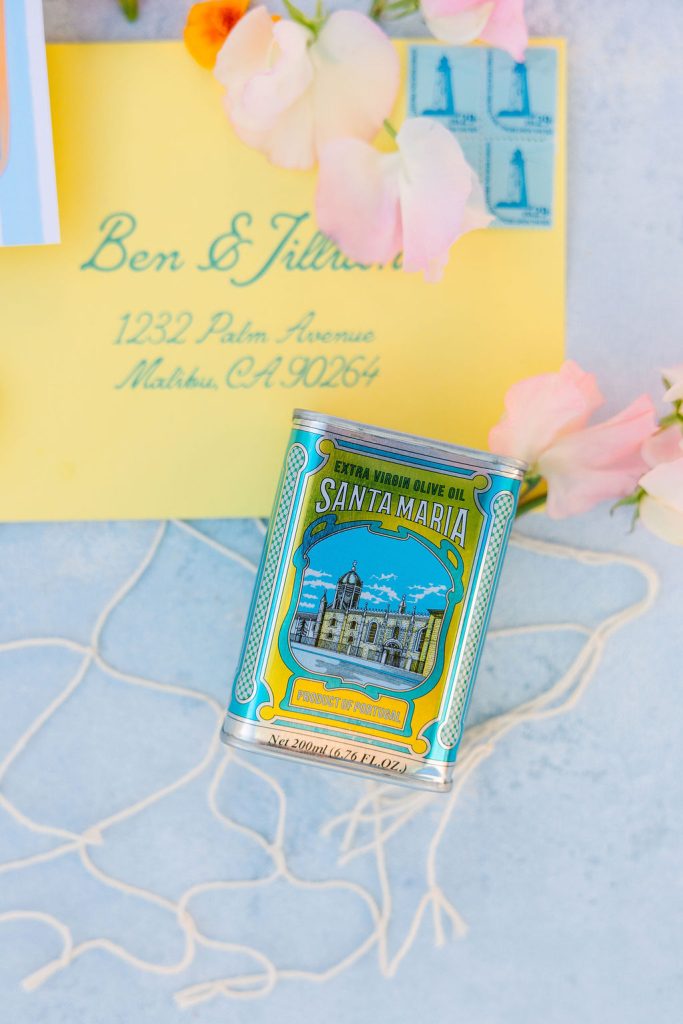 Ben &
1232 Palm Avenue
Malibu, CA 90264
EXTRA VIRGIN OLIVE OIL
SANTA MARIA
PRODUCT OF PORTUGAL
Net 200ml (6.76 FL.OZ.)